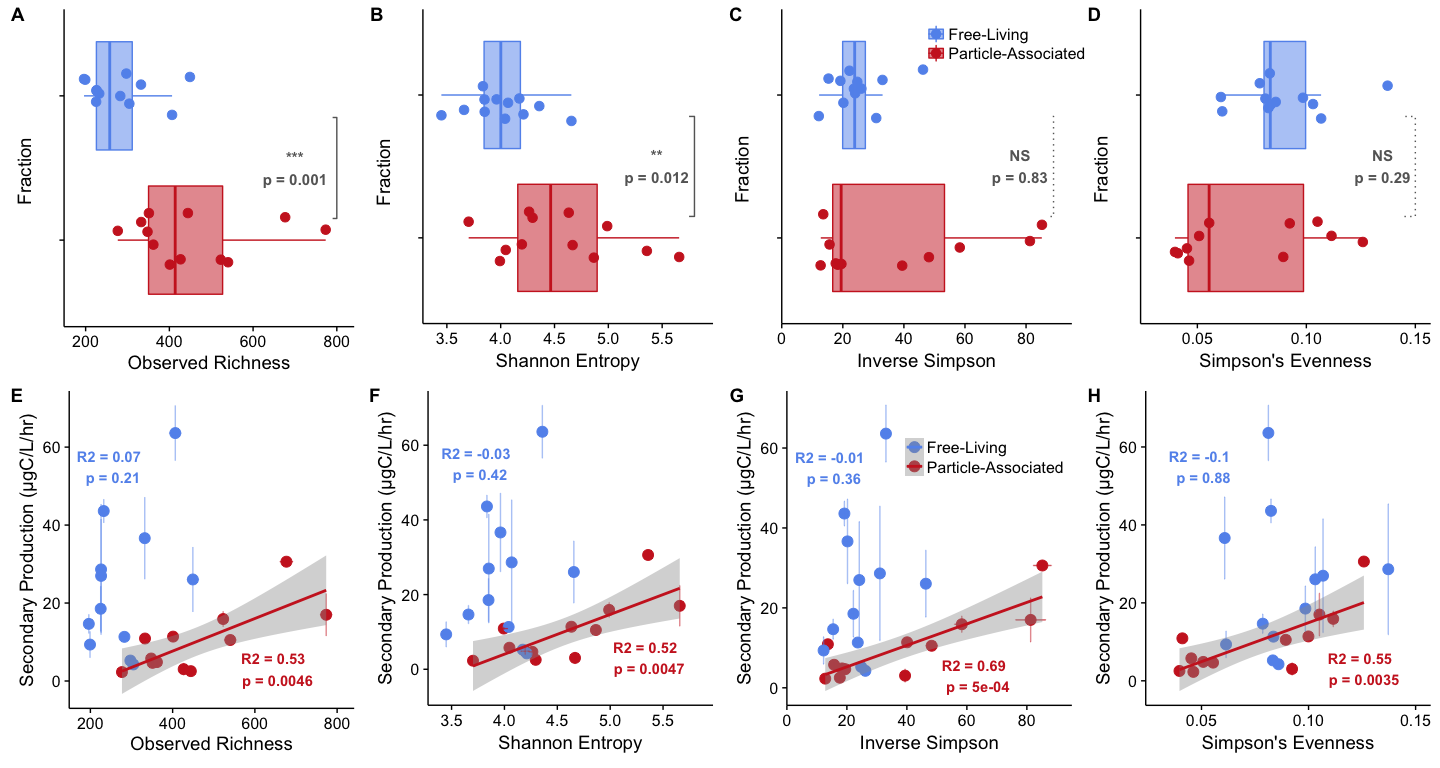 A
Fraction
***
p = 0.001
200 400 600 800
Observed Richness
B
Fraction
**
p = 0.012
3.5 4.0 4.5 5.0 5.5
Shannon Entropy
C
Free-Living
Particle-Associated
Fraction
NS
p = 0.83
0 20 40 60 80
Inverse Simpson
D
Fraction
NS
p = 0.29
0.05 0.10 0.15
Simpson's Evenness
E
Secondary Production (μgC/L/hr)
60
40
20
0
R2 = 0.07
p = 0.21
R2 = 0.53
p = 0.0046
200 400 600 800
Observed Richness
F
Secondary Production (μgC/L/hr)
60
40
20
0
R2 = -0.03
p = 0.42
R2 = 0.52
p = 0.0047
3.5 4.0 4.5 5.0 5.5
Shannon Entropy
G
Secondary Production (μgC/L/hr)
60
40
20
0
Free-Living
Particle-Associated
R2 = -0.01
p = 0.36
R2 = 0.69
p = 5e-04
0 20 40 60 80
Inverse Simpson
H
Secondary Production (μgC/L/hr)
60
40
20
0
R2 = -0.1
p = 0.88
R2 = 0.55
p = 0.0035
0.05 0.10 0.15
Simpson's Evenness